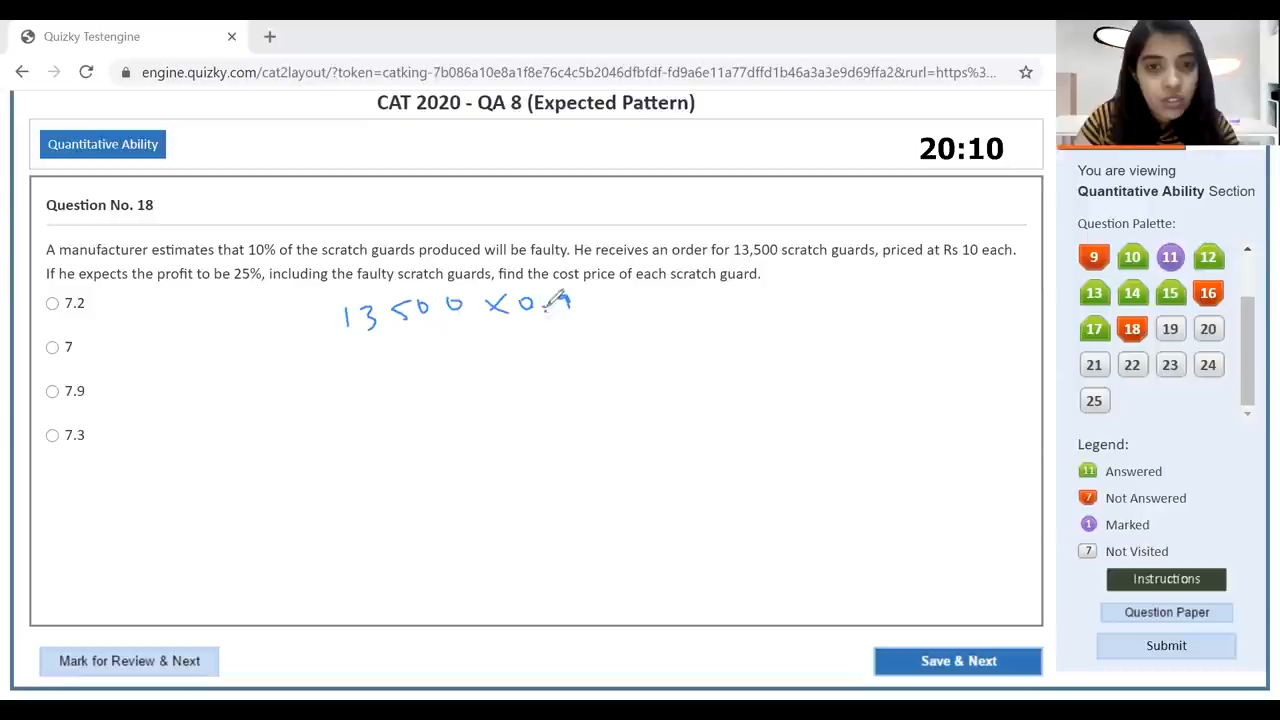 Quizky Testengine
engine.quizky.com/cat2layout/?token=catking-7b836a10e8a1f8e76c4c5b2046dfbfdf-fd9a6e11a77dffd1b46a3a3e9d69ffa2&rurl=https%3...
CAT 2020 - QA 8 (Expected Pattern)
Quantitative Ability
20:10
Question No. 18
A manufacturer estimates that 10% of the scratch guards produced will be faulty. He receives an order for 13,500 scratch guards, priced at Rs 10 each.
If he expects the profit to be 25%, including the faulty scratch guards, find the cost price of each scratch guard.
7.2
7
7.9
7.3
13500 × 0.9
Mark for Review & Next
Save & Next
You are viewing
Quantitative Ability Section
Question Palette:
9 10 11 12
13 14 15 16
17 18 19 20
21 22 23 24
25
Legend:
11 Answered
7 Not Answered
1 Marked
7 Not Visited
Instructions
Question Paper
Submit